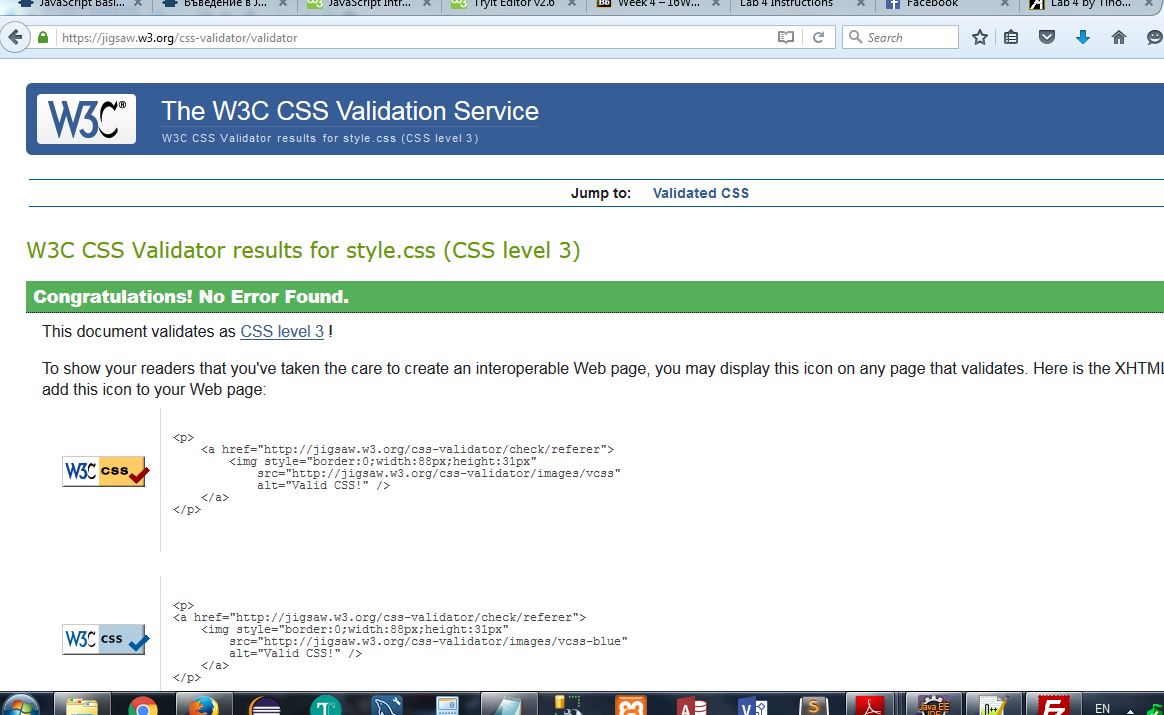 JavaScript Basi...
Въведение в J...
JavaScript Intr...
Tryit Editor v2.6
Bb
Week 4 – 16W...
Lab 4 Instructions
Facebook
Lab 4 by Tino...
https://jigsaw.w3.org/css-validator/validator
Search
W3C®
The W3C CSS Validation Service
W3C CSS Validator results for style.css (CSS level 3)
Jump to: Validated CSS
W3C CSS Validator results for style.css (CSS level 3)
Congratulations! No Error Found.
This document validates as CSS level 3 !
To show your readers that you've taken the care to create an interoperable Web page, you may display this icon on any page that validates. Here is the XHTML
add this icon to your Web page:
W3C css
<p>
<a href="http://jigsaw.w3.org/css-validator/check/referer">
<img style="border:0;width:88px;height:31px"
src="http://jigsaw.w3.org/css-validator/images/vcss"
alt="Valid CSS!" />
</a>
</p>
W3C css
<p>
<a href="http://jigsaw.w3.org/css-validator/check/referer">
<img style="border:0;width:88px;height:31px"
src="http://jigsaw.w3.org/css-validator/images/vcss-blue"
alt="Valid CSS!" />
</a>
</p>
Java EE
IDE
EN